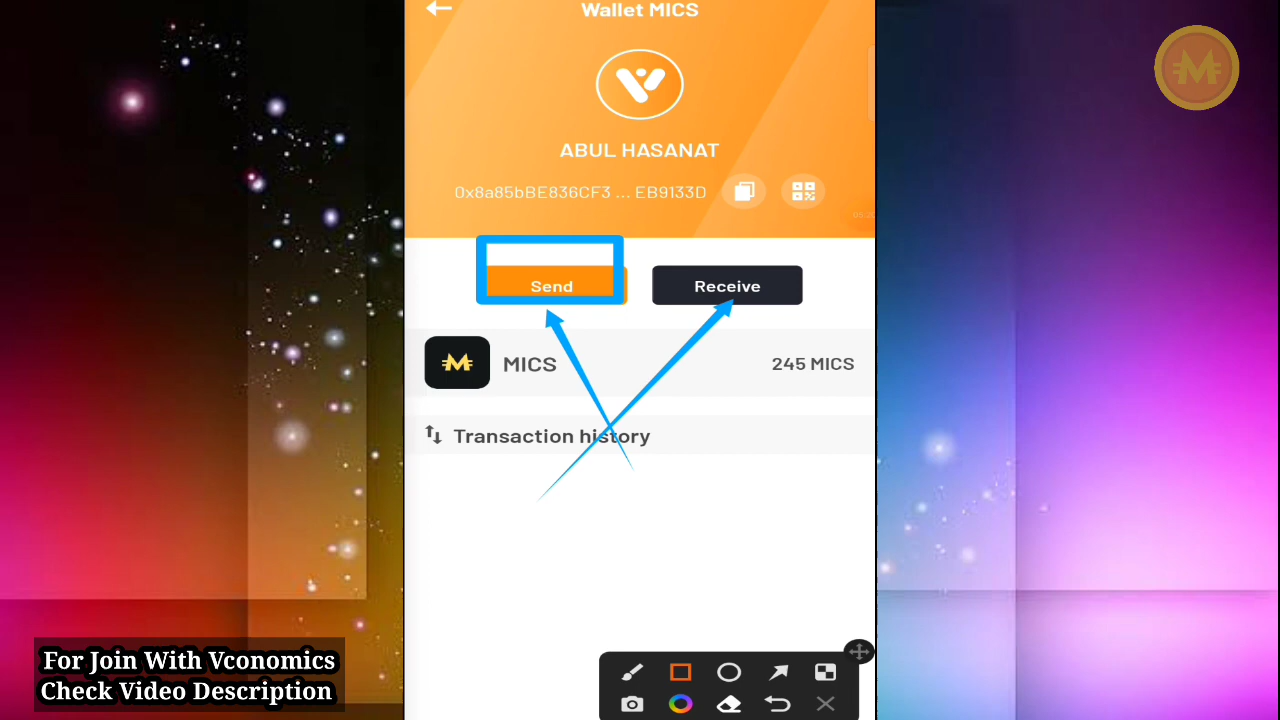 Wallet MICS
ABUL HASANAT
0x8a85bBE836CF3 ... EB9133D
Send
Receive
MICS
245 MICS
Transaction history
For Join With Vconomics
Check Video Description